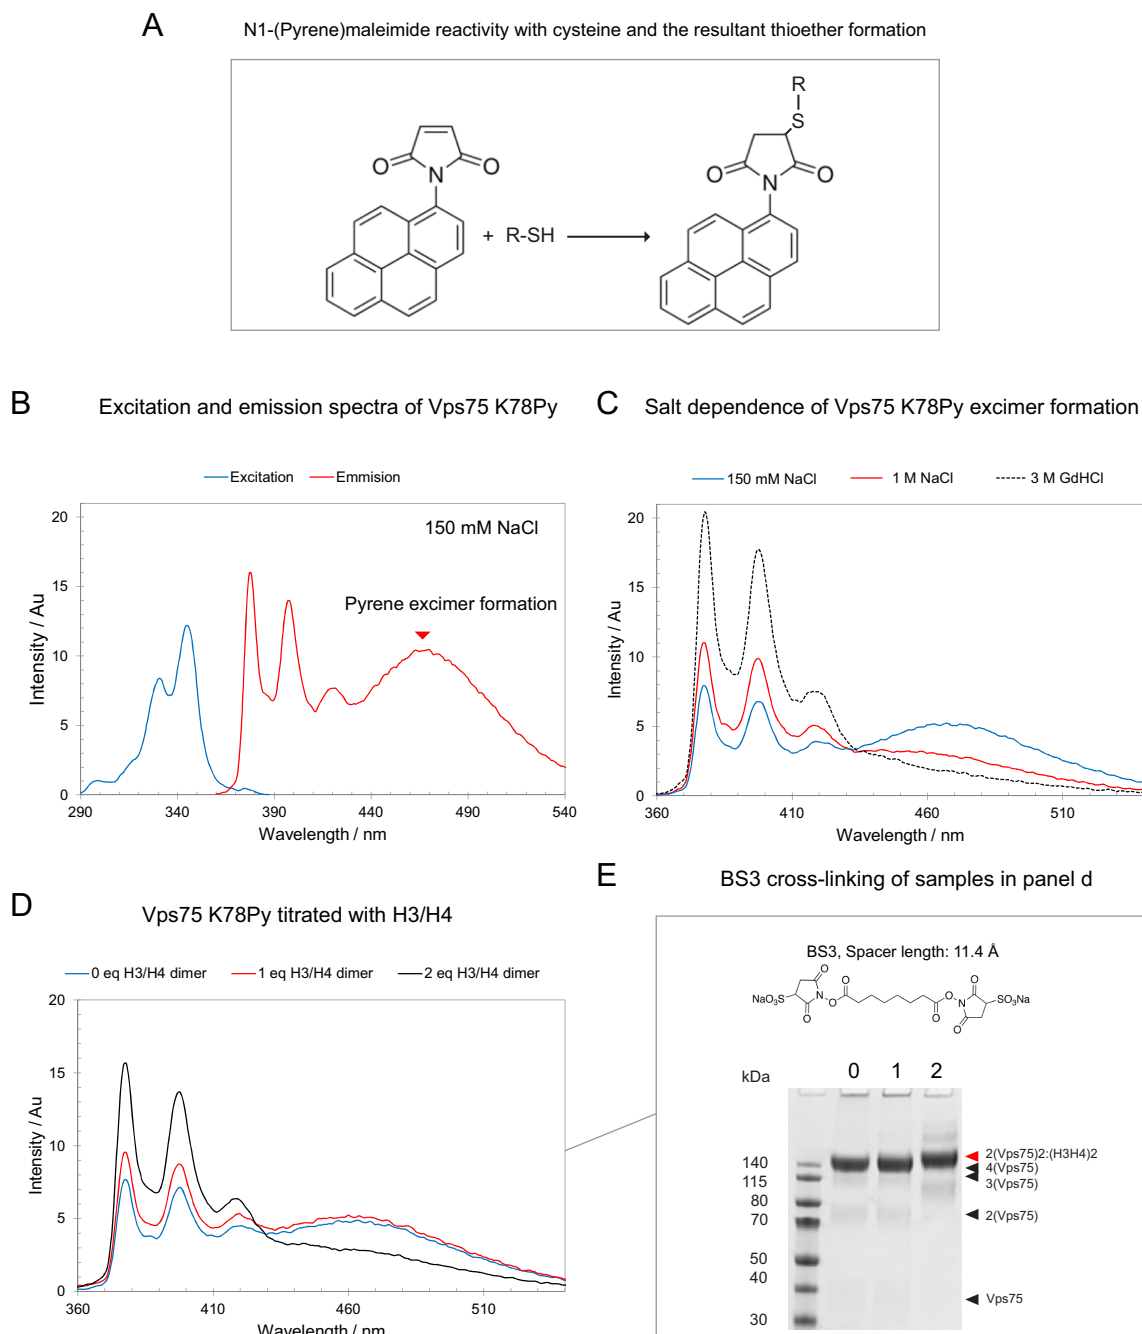 A
N1-(Pyrene)maleimide reactivity with cysteine and the resultant thioether formation
R
S
O
N
O
O
N
O
+ R-SH
B
Excitation and emission spectra of Vps75 K78Py
Excitation
Emmision
150 mM NaCl
Pyrene excimer formation
Intensity / Au
20
15
10
5
0
290
340
390
440
490
540
Wavelength / nm
C
Salt dependence of Vps75 K78Py excimer formation
150 mM NaCl
1 M NaCl
3 M GdHCl
Intensity / Au
20
15
10
5
0
360
410
460
510
Wavelength / nm
D
Vps75 K78Py titrated with H3/H4
0 eq H3/H4 dimer
1 eq H3/H4 dimer
2 eq H3/H4 dimer
Intensity / Au
20
15
10
5
0
360
410
460
510
Wavelength / nm
E
BS3 cross-linking of samples in panel d
BS3, Spacer length: 11.4 Å
NaO3S
O
N
O
O
O
O
O
O
N
O
SO3Na
kDa
0
1
2
140
115
80
70
50
40
30
2(Vps75)2:(H3H4)2
4(Vps75)
3(Vps75)
2(Vps75)
Vps75